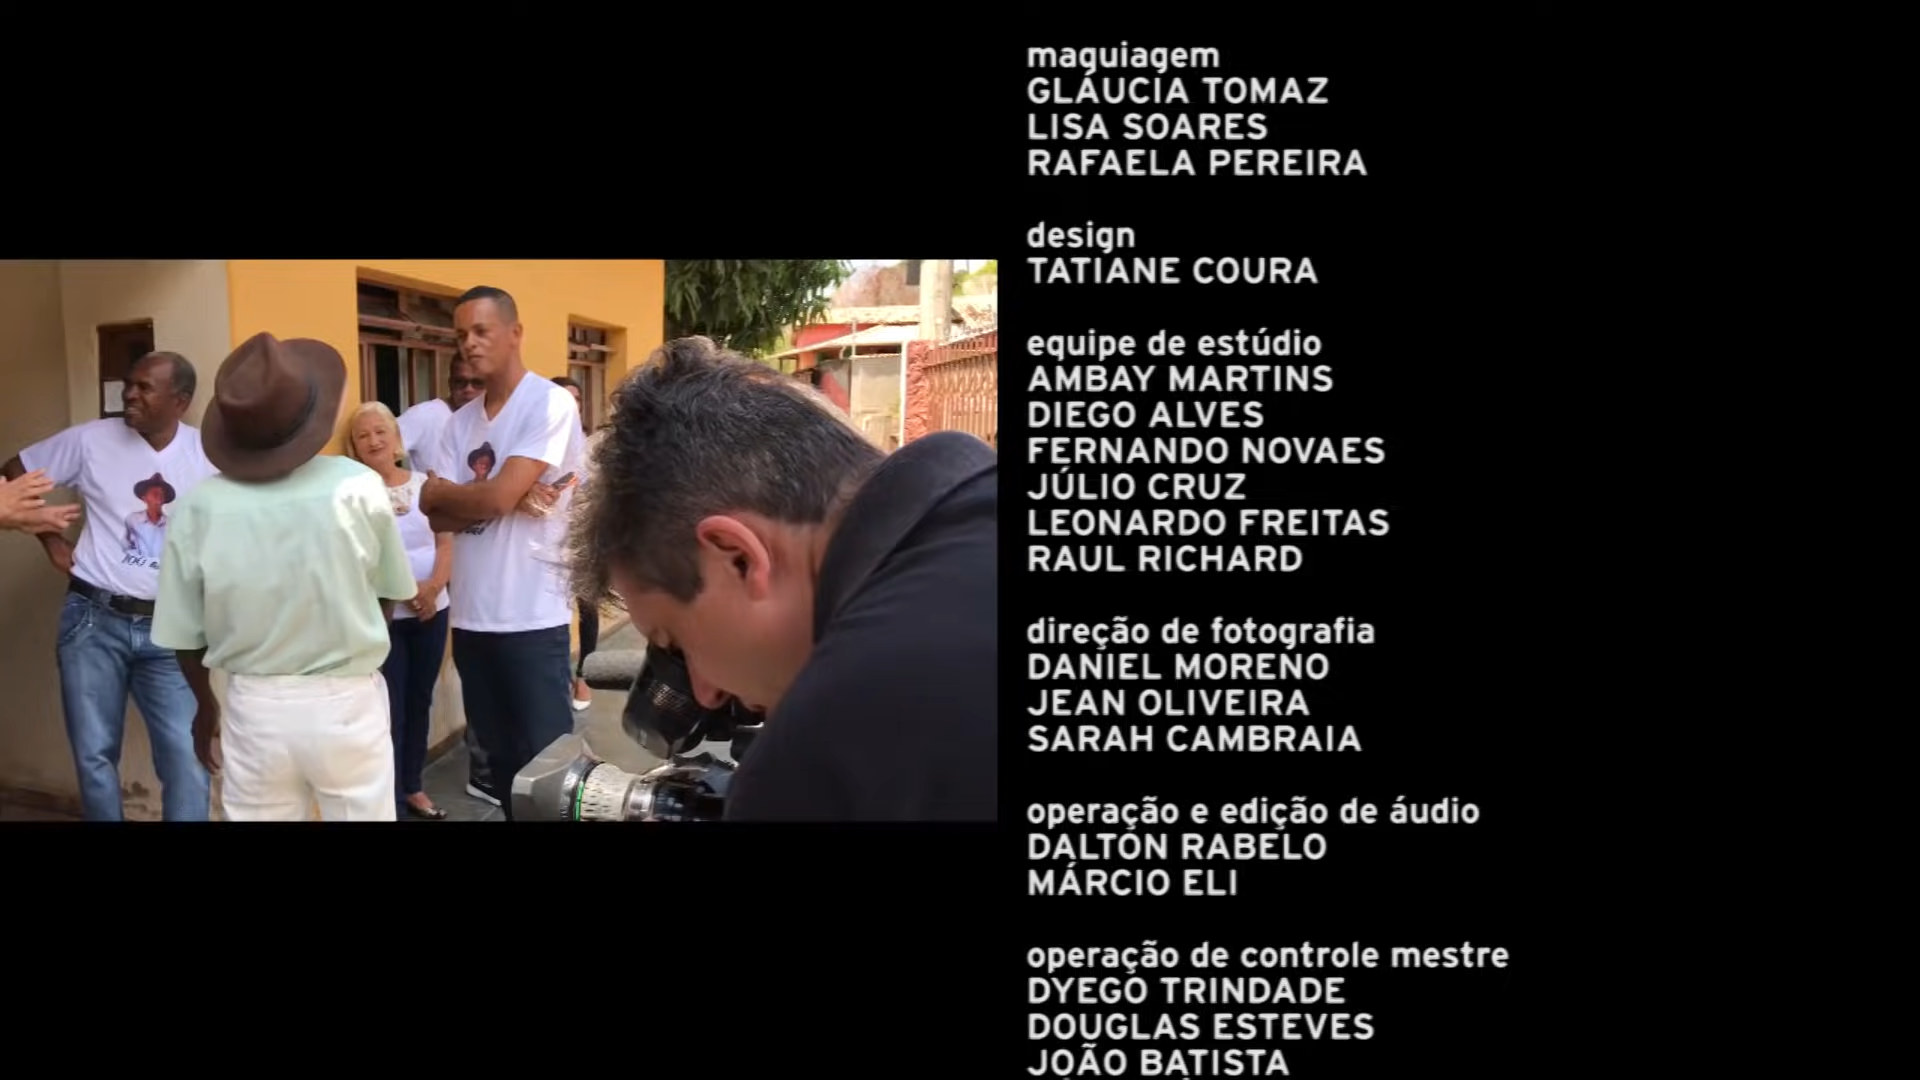 maquiagem
GLÁUCIA TOMAZ
LISA SOARES
RAFAELA PEREIRA
design
TATIANE COURA
equipe de estúdio
AMBAY MARTINS
DIEGO ALVES
FERNANDO NOVAES
JÚLIO CRUZ
LEONARDO FREITAS
RAUL RICHARD
direção de fotografia
DANIEL MORENO
JEAN OLIVEIRA
SARAH CAMBRAIA
operação e edição de áudio
DALTON RABELO
MÁRCIO ELI
operação de controle mestre
DYEGO TRINDADE
DOUGLAS ESTEVES
JOÃO BATISTA